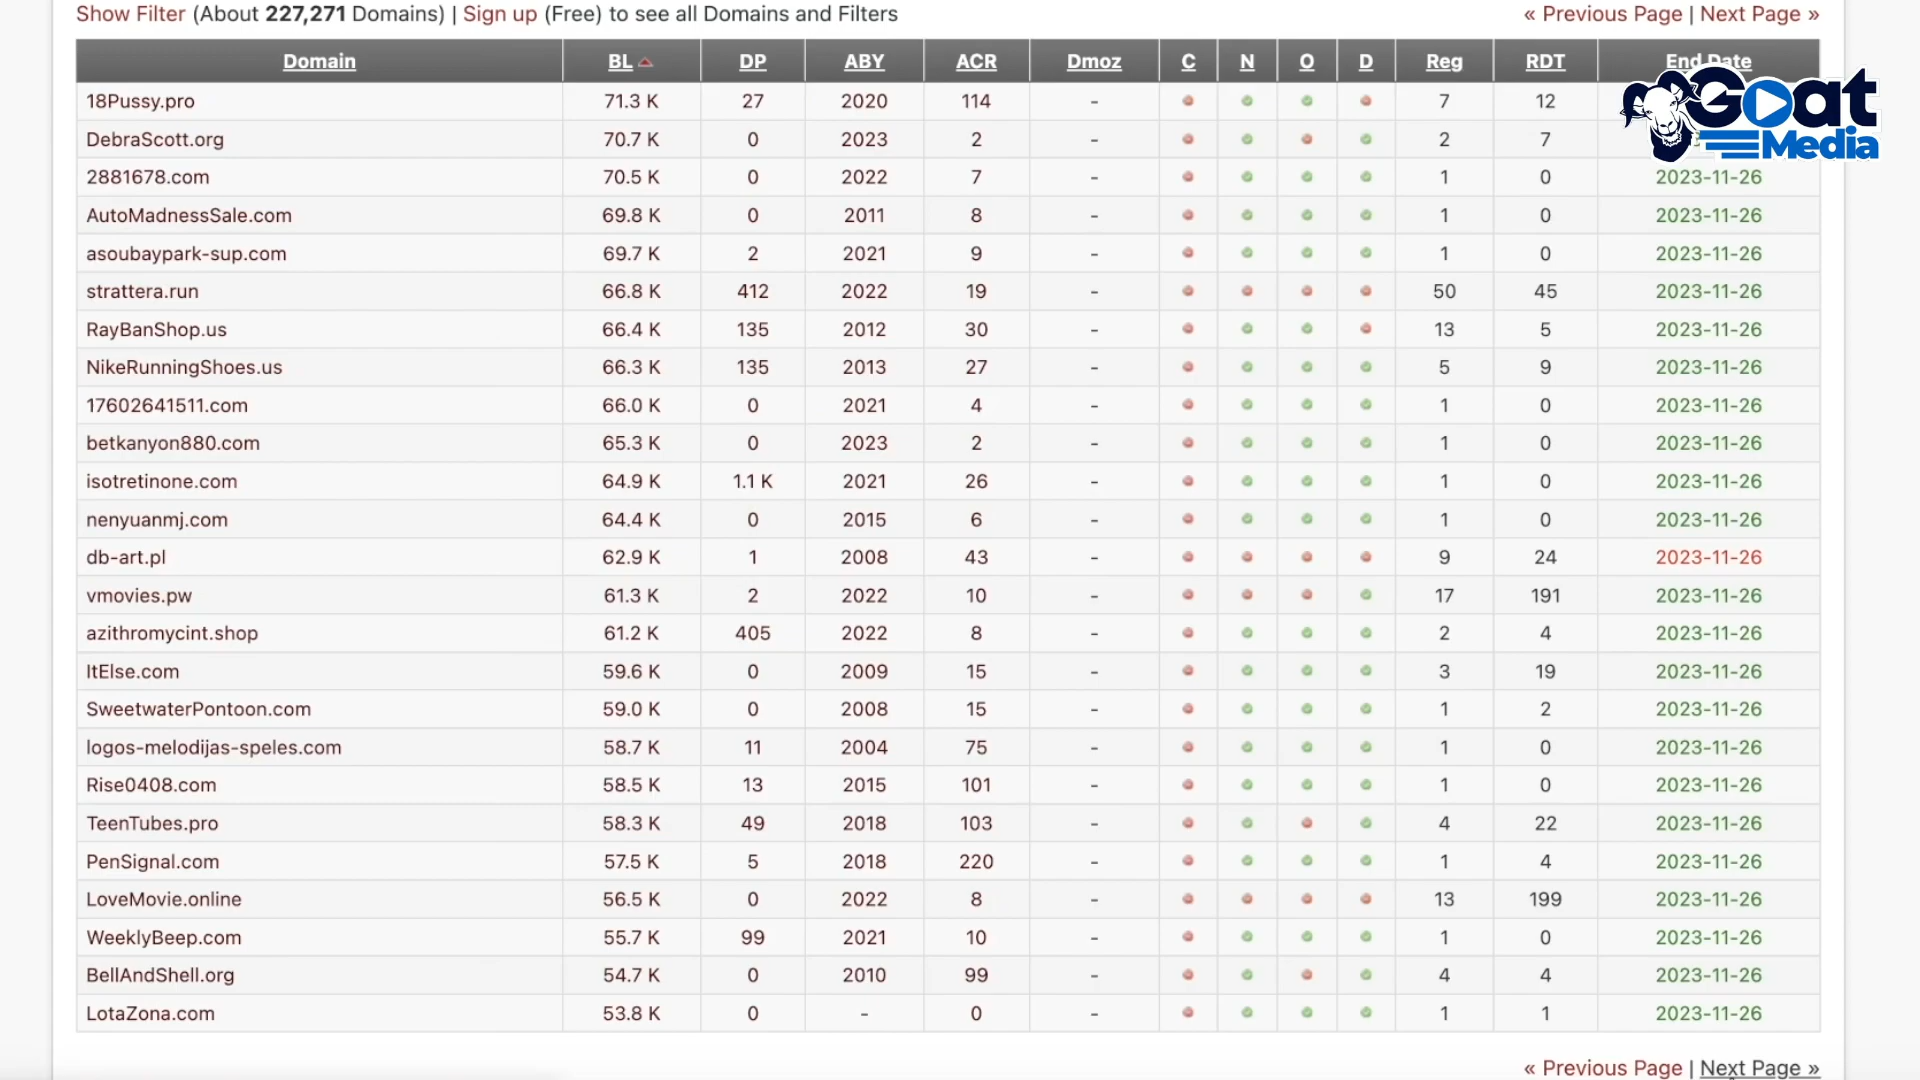 Show Filter (About 227,271 Domains) | Sign up (Free) to see all Domains and Filters « Previous Page | Next Page »
Domain BL DP ABY ACR Dmoz C N O D Reg RDT End Date
18Pussy.pro 71.3 K 27 2020 114 - 7 12
DebraScott.org 70.7 K 0 2023 2 - 2 7
Goat Media
2881678.com 70.5 K 0 2022 7 - 1 0 2023-11-26
AutoMadnessSale.com 69.8 K 0 2011 8 - 1 0 2023-11-26
asoubaypark-sup.com 69.7 K 2 2021 9 - 1 0 2023-11-26
strattera.run 66.8 K 412 2022 19 - 50 45 2023-11-26
RayBanShop.us 66.4 K 135 2012 30 - 13 5 2023-11-26
NikeRunningShoes.us 66.3 K 135 2013 27 - 5 9 2023-11-26
17602641511.com 66.0 K 0 2021 4 - 1 0 2023-11-26
betkanyon880.com 65.3 K 0 2023 2 - 1 0 2023-11-26
isotretinone.com 64.9 K 1.1 K 2021 26 - 1 0 2023-11-26
nenyuanmj.com 64.4 K 0 2015 6 - 1 0 2023-11-26
db-art.pl 62.9 K 1 2008 43 - 9 24 2023-11-26
vmovies.pw 61.3 K 2 2022 10 - 17 191 2023-11-26
azithromycint.shop 61.2 K 405 2022 8 - 2 4 2023-11-26
ItElse.com 59.6 K 0 2009 15 - 3 19 2023-11-26
SweetwaterPontoon.com 59.0 K 0 2008 15 - 1 2 2023-11-26
logos-melodijas-speles.com 58.7 K 11 2004 75 - 1 0 2023-11-26
Rise0408.com 58.5 K 13 2015 101 - 1 0 2023-11-26
TeenTubes.pro 58.3 K 49 2018 103 - 4 22 2023-11-26
PenSignal.com 57.5 K 5 2018 220 - 1 4 2023-11-26
LoveMovie.online 56.5 K 0 2022 8 - 13 199 2023-11-26
WeeklyBeep.com 55.7 K 99 2021 10 - 1 0 2023-11-26
BellAndShell.org 54.7 K 0 2010 99 - 4 4 2023-11-26
LotaZona.com 53.8 K 0 - 0 - 1 1 2023-11-26
« Previous Page | Next Page »